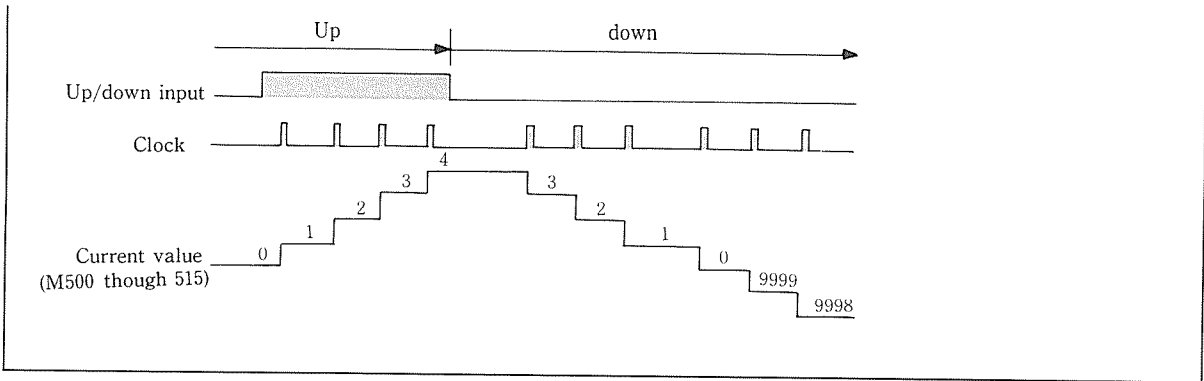 Up down
Up/down input
Clock
4
3 3
2 2
1 1
Current value 0 0
(M500 though 515) 9999
9998